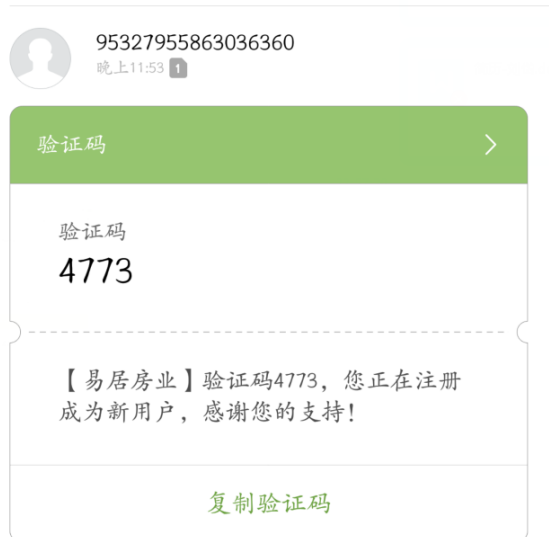 95327955863036360
晚上11:53 1
验证码
验证码
4773
【易居房业】验证码4773，您正在注册
成为新用户，感谢您的支持！
复制验证码